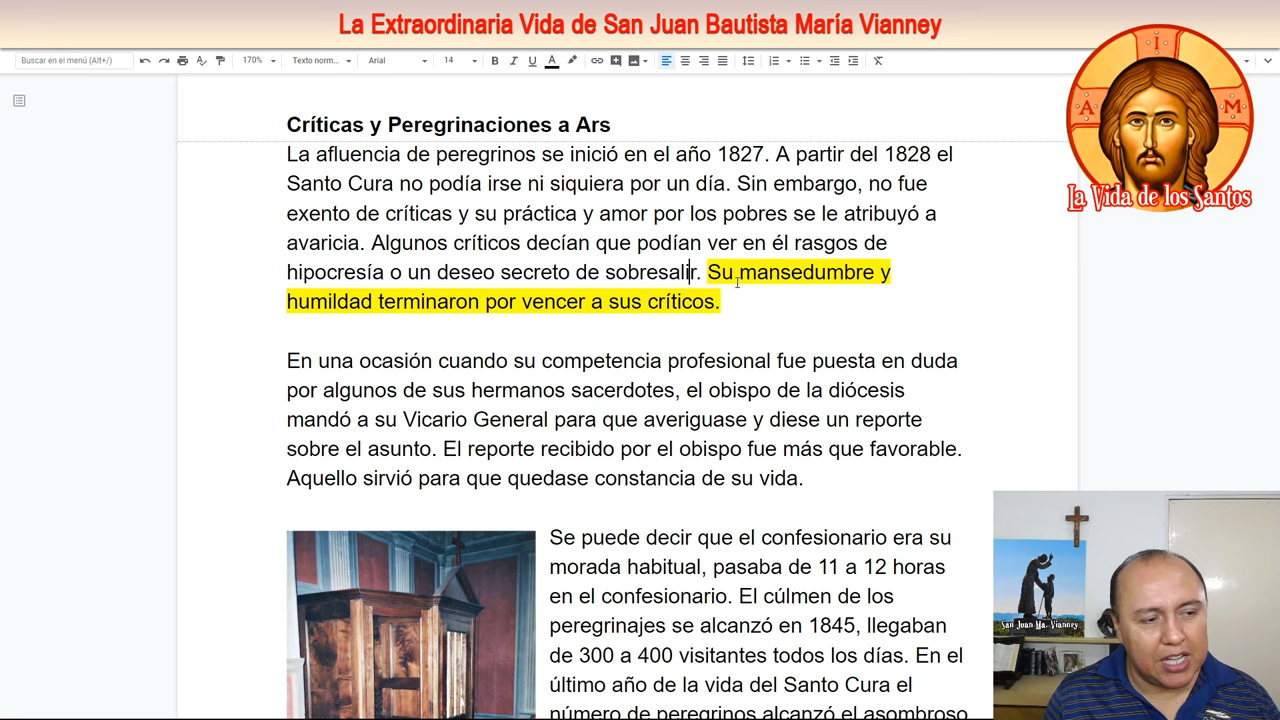 La Extraordinaria Vida de San Juan Bautista María Vianney
Buscar en el menú (Alt+/)
170%
Texto norm...
Arial
14
Críticas y Peregrinaciones a Ars
La afluencia de peregrinos se inició en el año 1827. A partir del 1828 el
Santo Cura no podía irse ni siquiera por un día. Sin embargo, no fue
exento de críticas y su práctica y amor por los pobres se le atribuyó a
avaricia. Algunos críticos decían que podían ver en él rasgos de
hipocresía o un deseo secreto de sobresalir. Su mansedumbre y
humildad terminaron por vencer a sus críticos.
En una ocasión cuando su competencia profesional fue puesta en duda
por algunos de sus hermanos sacerdotes, el obispo de la diócesis
mandó a su Vicario General para que averiguase y diese un reporte
sobre el asunto. El reporte recibido por el obispo fue más que favorable.
Aquello sirvió para que quedase constancia de su vida.
Se puede decir que el confesionario era su
morada habitual, pasaba de 11 a 12 horas
en el confesionario. El cúlmen de los
peregrinajes se alcanzó en 1845, llegaban
de 300 a 400 visitantes todos los días. En el
último año de la vida del Santo Cura el
número de peregrinos alcanzó el asombroso
I
A M
La Vida de los Santos
San Juan Ma. Vianney